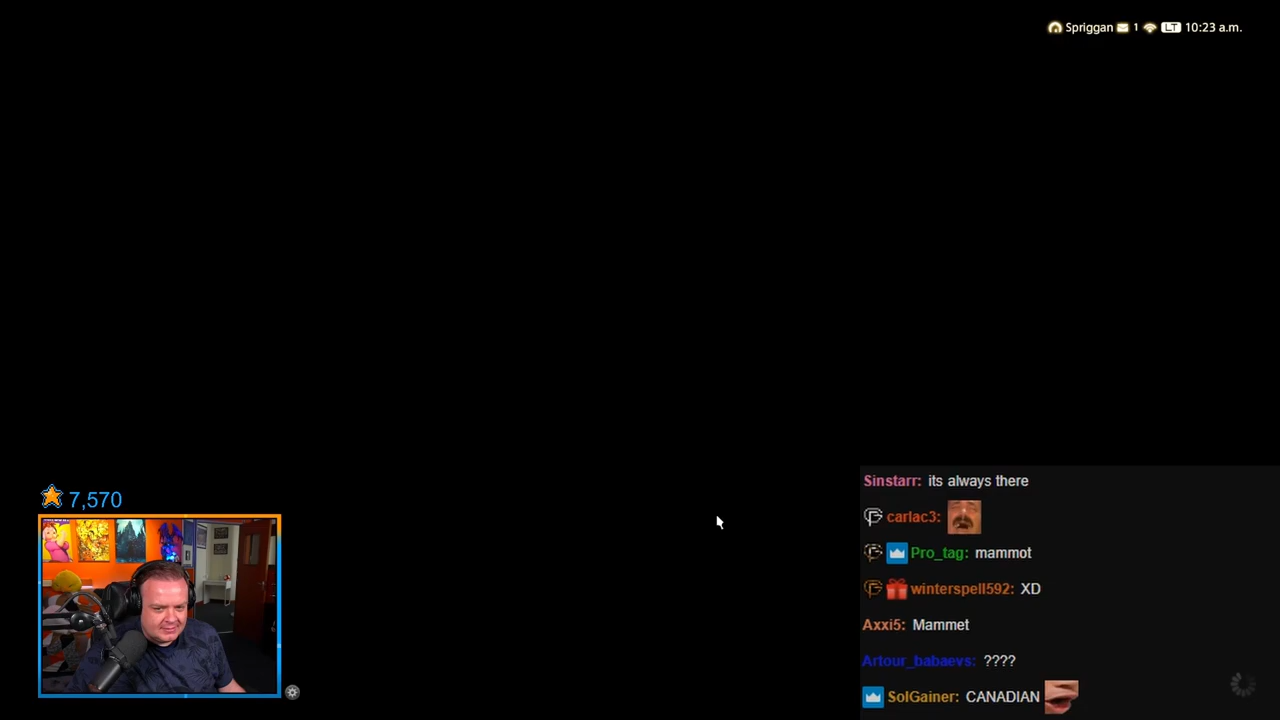 Spriggan 1 LT 10:23 a.m.
7,570
Sinstarr: its always there
carlac3:
Pro_tag: mammot
winterspell592: XD
Axxi5: Mammet
Artour_babaevs: ????
SolGainer: CANADIAN